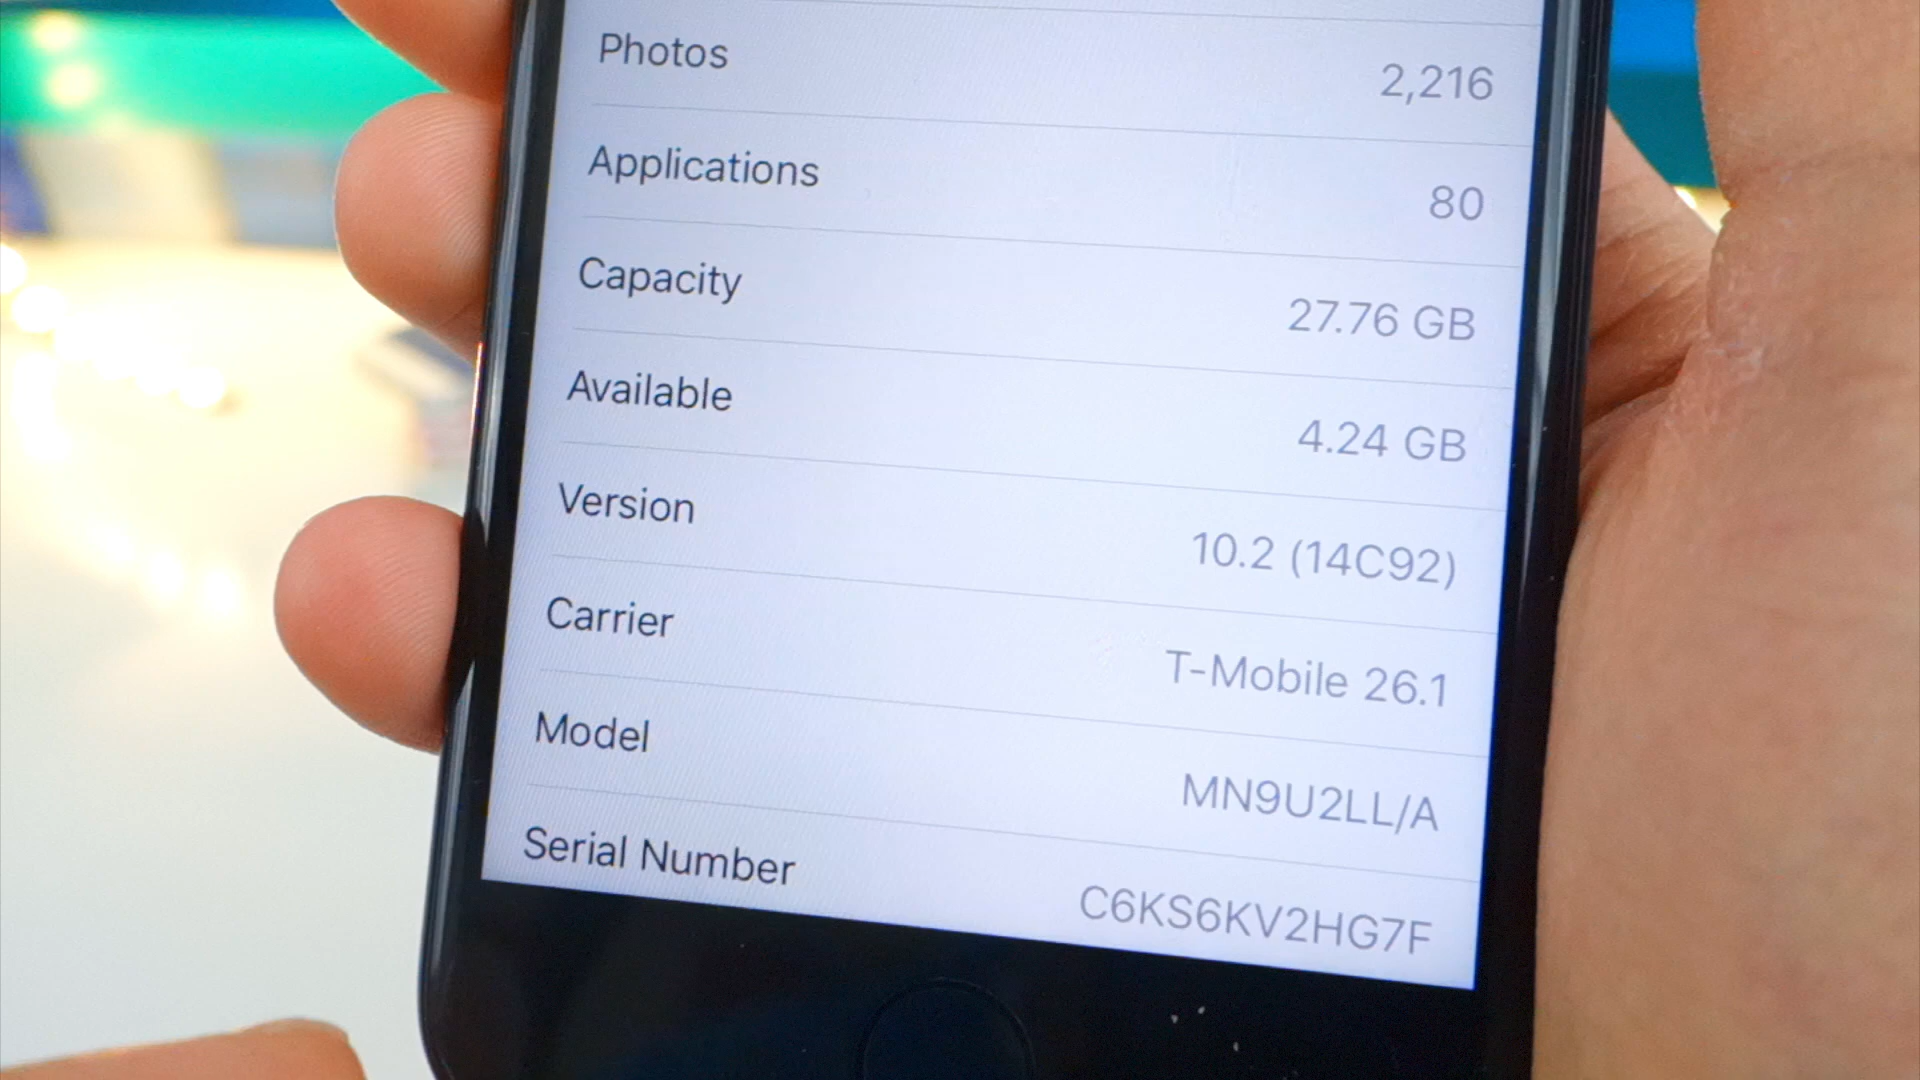 Photos 2,216
Applications 80
Capacity 27.76 GB
Available 4.24 GB
Version 10.2 (14C92)
Carrier T-Mobile 26.1
Model MN9U2LL/A
Serial Number C6KS6KV2HG7F